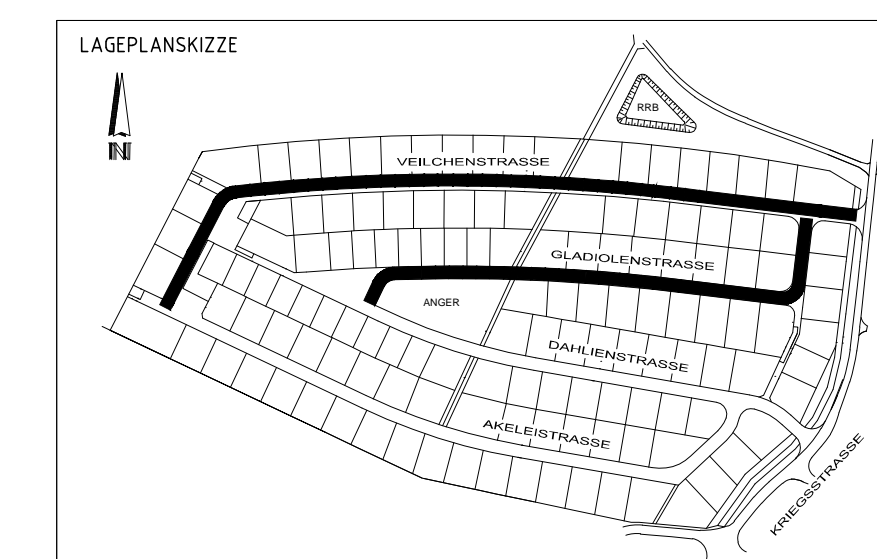 LAGEPLANSKIZZE
N
RRB
VEILCHENSTRASSE
GLADIOLENSTRASSE
ANGER
DAHLIENSTRASSE
AKELEISTRASSE
KRIEGSSTRASSE